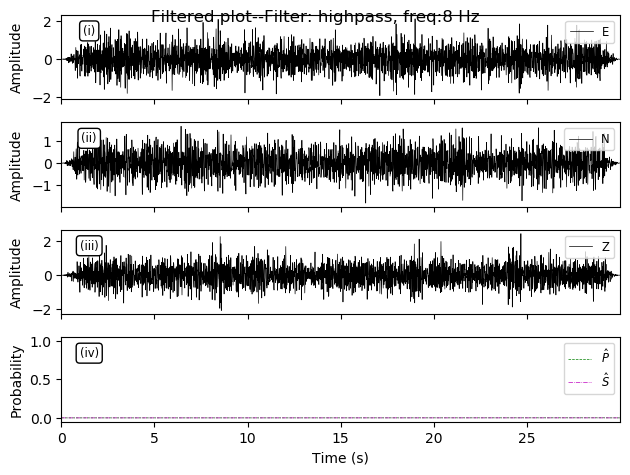 Filtered plot--Filter: highpass, freq:8 Hz
Amplitude
2
0
−2
(i)
E
Amplitude
1
0
−1
(ii)
N
Amplitude
2
0
−2
(iii)
Z
Probability
1.0
0.5
0.0
(iv)
P̂
Ŝ
0 5 10 15 20 25
Time (s)